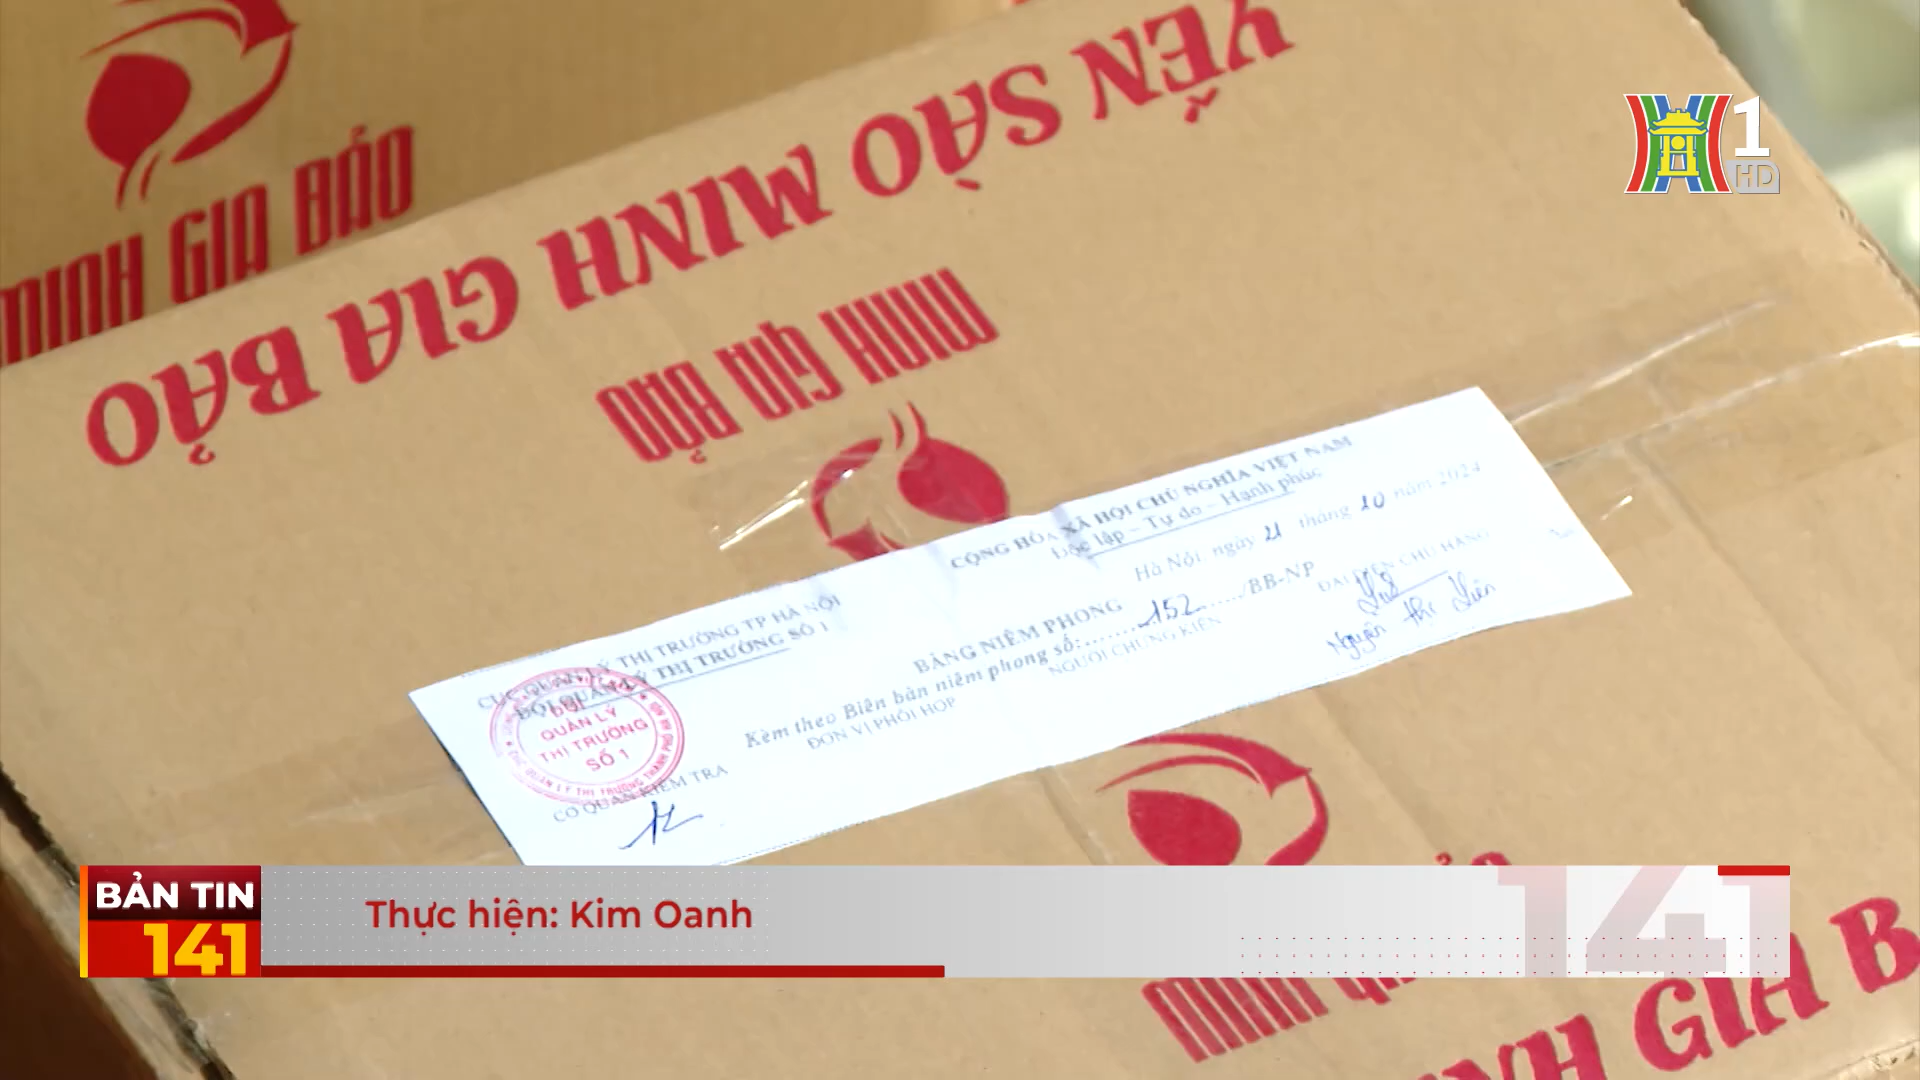 MINH GIA BẢO
YẾN SÀO MINH GIA BẢO
MINH GIA BẢO
1
HD
CỘNG HÒA XÃ HỘI CHỦ NGHĨA VIỆT NAM
Độc lập - Tự do - Hạnh phúc
Hà Nội, ngày 21 tháng 10 năm 2024
CỤC QUẢN LÝ THỊ TRƯỜNG TP HÀ NỘI
ĐỘI QUẢN LÝ THỊ TRƯỜNG SỐ 1
BẢNG NIÊM PHONG
Kèm theo Biên bản niêm phong số:........152......../BB-NP
CƠ QUAN KIỂM TRA
ĐƠN VỊ PHỐI HỢP
NGƯỜI CHỨNG KIẾN
ĐẠI DIỆN CHỦ HÀNG
ĐỘI
QUẢN LÝ
THỊ TRƯỜNG
SỐ 1
BẢN TIN
141
Thực hiện: Kim Oanh
141
MINH GIA
INH GIA B